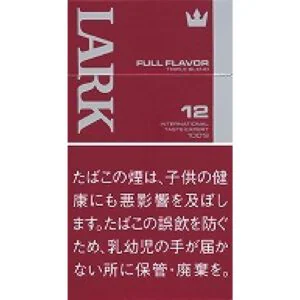 LARK
FULL FLAVOR
TRIPLE BLEND
12
INTERNATIONAL
TASTE EXPERT
100'S
たばこの煙は、子供の健
康にも悪影響を及ぼし
ます。たばこの誤飲を防ぐ
ため、乳幼児の手が届か
ない所に保管・廃棄を。